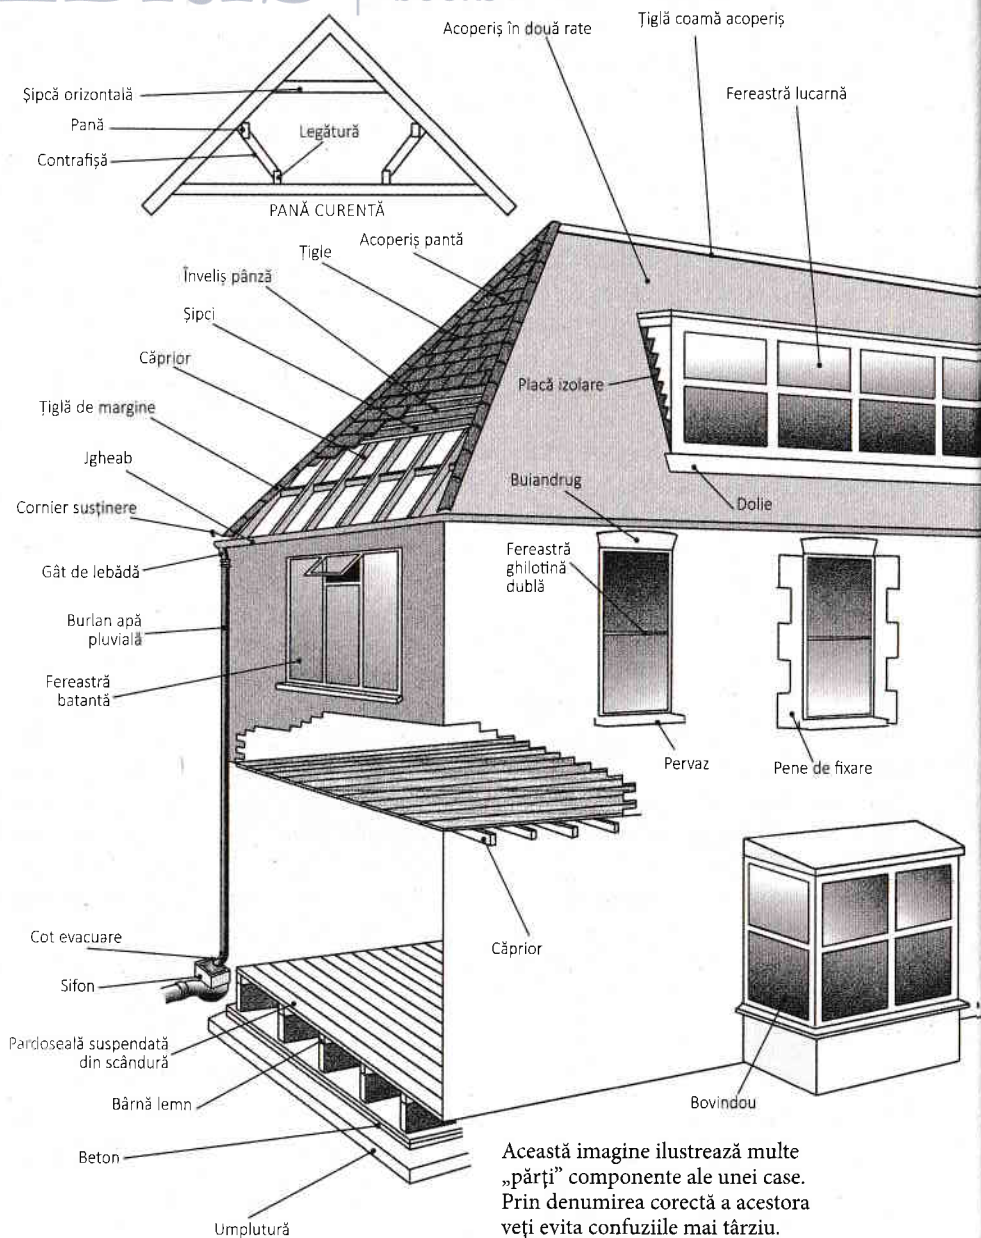 Acoperiș în două rate
Țiglă coamă acoperiș
Fereastră lucarnă
Șipcă orizontală
Pană
Legătură
Contrafișă
PANĂ CURENTĂ
Acoperiș pantă
Țigle
Înveliș pânză
Șipci
Căprior
Placă izolare
Țiglă de margine
Jgheab
Buiandrug
Dolie
Cornier susținere
Fereastră
ghilotină
dublă
Gât de lebădă
Burlan apă
pluvială
Fereastră
batantă
Pervaz
Pene de fixare
Cot evacuare
Căprior
Sifon
Pardoseală suspendată
din scândură
Bârnă lemn
Bovindou
Beton
Umplutură
Această imagine ilustrează multe
„părți” componente ale unei case.
Prin denumirea corectă a acestora
veți evita confuziile mai târziu.